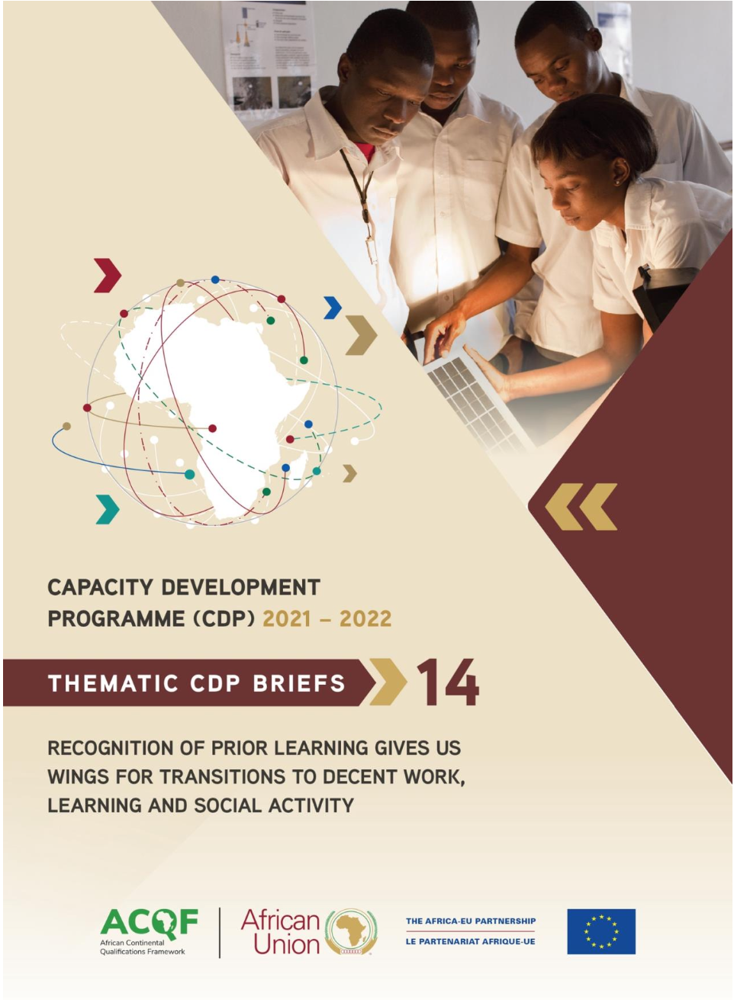 CAPACITY DEVELOPMENT
PROGRAMME (CDP) 2021 – 2022
THEMATIC CDP BRIEFS 14
RECOGNITION OF PRIOR LEARNING GIVES US
WINGS FOR TRANSITIONS TO DECENT WORK,
LEARNING AND SOCIAL ACTIVITY
ACQF
African Continental
Qualifications Framework
African
Union
THE AFRICA-EU PARTNERSHIP
LE PARTENARIAT AFRIQUE-UE